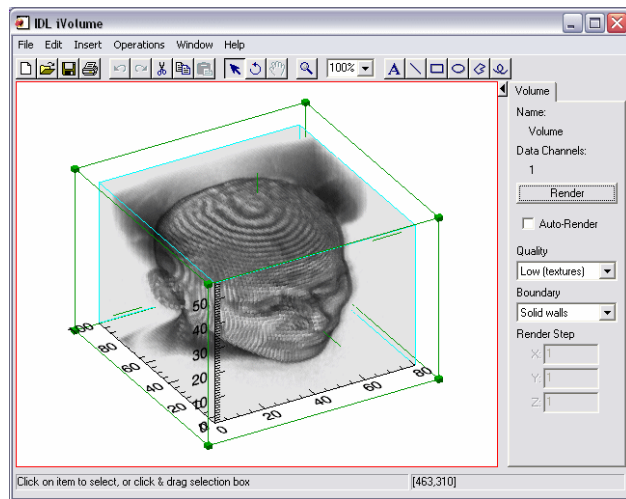 IDL iVolume
File Edit Insert Operations Window Help
100% A
Volume
Name:
Volume
Data Channels:
1
Render
Auto-Render
Quality
Low (textures)
Boundary
Solid walls
Render Step
X: 1
Y: 1
Z: 1
50
40
30
20
10
0
100
80
60
40
20
0
0 20 40 60 80
Click on item to select, or click & drag selection box [463,310]